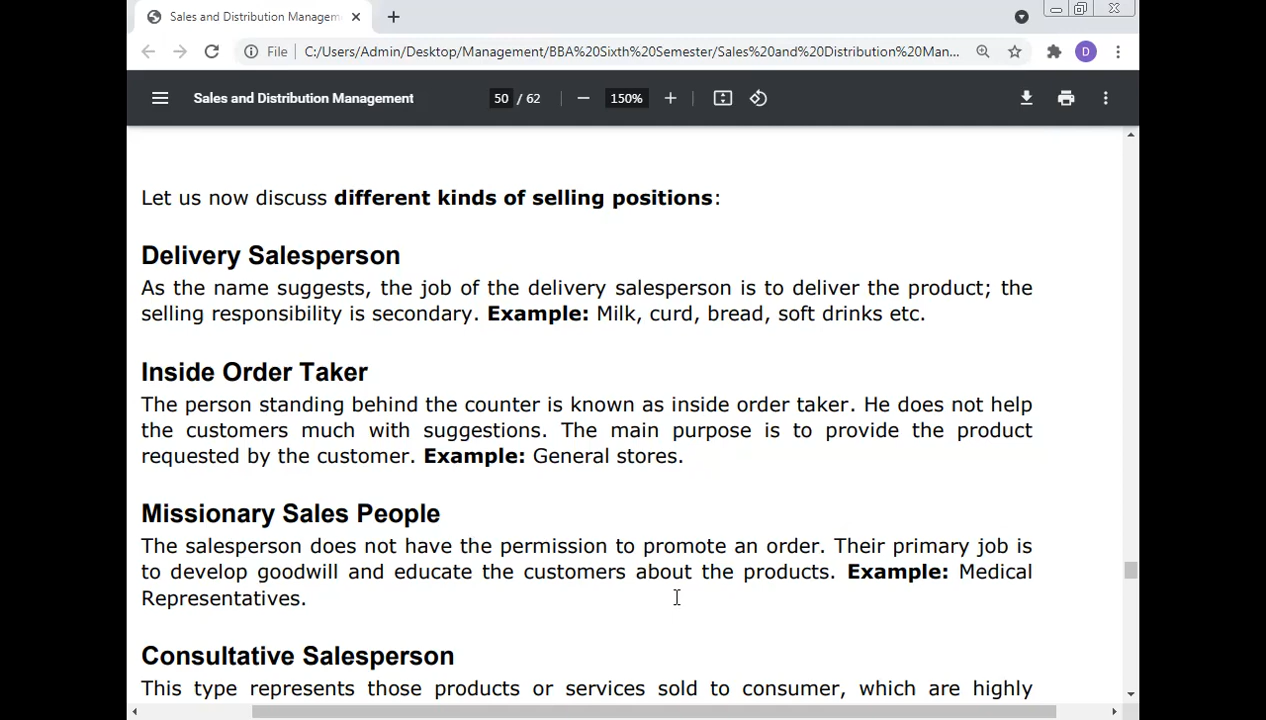 Sales and Distribution Managem
File C:/Users/Admin/Desktop/Management/BBA%20Sixth%20Semester/Sales%20and%20Distribution%20Man... D
Sales and Distribution Management 50 / 62 150%
Let us now discuss different kinds of selling positions:
Delivery Salesperson
As the name suggests, the job of the delivery salesperson is to deliver the product; the
selling responsibility is secondary. Example: Milk, curd, bread, soft drinks etc.
Inside Order Taker
The person standing behind the counter is known as inside order taker. He does not help
the customers much with suggestions. The main purpose is to provide the product
requested by the customer. Example: General stores.
Missionary Sales People
The salesperson does not have the permission to promote an order. Their primary job is
to develop goodwill and educate the customers about the products. Example: Medical
Representatives.
Consultative Salesperson
This type represents those products or services sold to consumer, which are highly